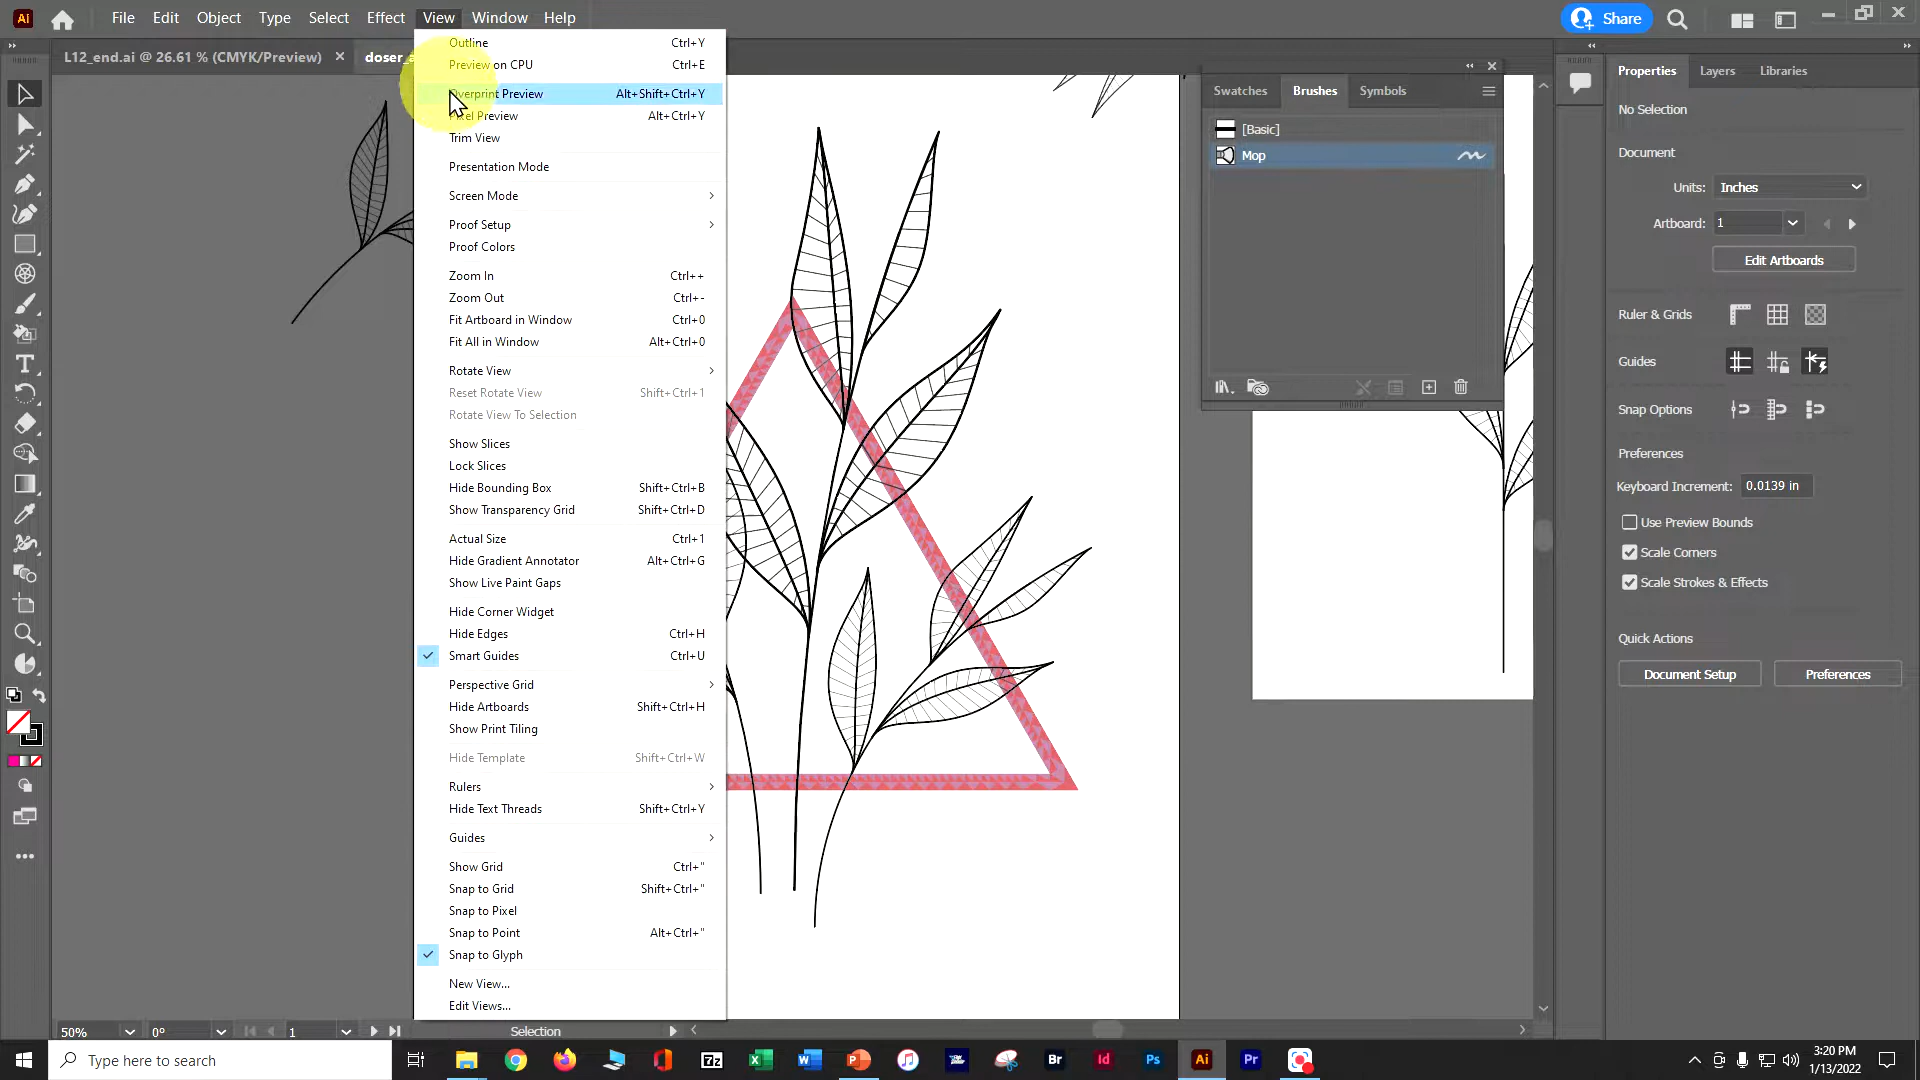 Ai File Edit Object Type Select Effect View Window Help Share
L12_end.ai @ 26.61 % (CMYK/Preview) × doser_a
Outline Ctrl+Y
Preview on CPU Ctrl+E
Overprint Preview Alt+Shift+Ctrl+Y
Pixel Preview Alt+Ctrl+Y
Trim View
Presentation Mode
Screen Mode
Proof Setup
Proof Colors
Zoom In Ctrl++
Zoom Out Ctrl+-
Fit Artboard in Window Ctrl+0
Fit All in Window Alt+Ctrl+0
Rotate View
Reset Rotate View Shift+Ctrl+1
Rotate View To Selection
Show Slices
Lock Slices
Hide Bounding Box Shift+Ctrl+B
Show Transparency Grid Shift+Ctrl+D
Actual Size Ctrl+1
Hide Gradient Annotator Alt+Ctrl+G
Show Live Paint Gaps
Hide Corner Widget
Hide Edges Ctrl+H
Smart Guides Ctrl+U
Perspective Grid
Hide Artboards Shift+Ctrl+H
Show Print Tiling
Hide Template Shift+Ctrl+W
Rulers
Hide Text Threads Shift+Ctrl+Y
Guides
Show Grid Ctrl+"
Snap to Grid Shift+Ctrl+"
Snap to Pixel
Snap to Point Alt+Ctrl+"
Snap to Glyph
New View...
Edit Views...
Swatches Brushes Symbols
[Basic]
Mop
Properties Layers Libraries
No Selection
Document
Units: Inches
Artboard: 1
Edit Artboards
Ruler & Grids
Guides
Snap Options
Preferences
Keyboard Increment: 0.0139 in
Use Preview Bounds
Scale Corners
Scale Strokes & Effects
Quick Actions
Document Setup Preferences
50% 0° 1 Selection
Type here to search 7z Br Id Ps Ai Pr
3:20 PM
1/13/2022